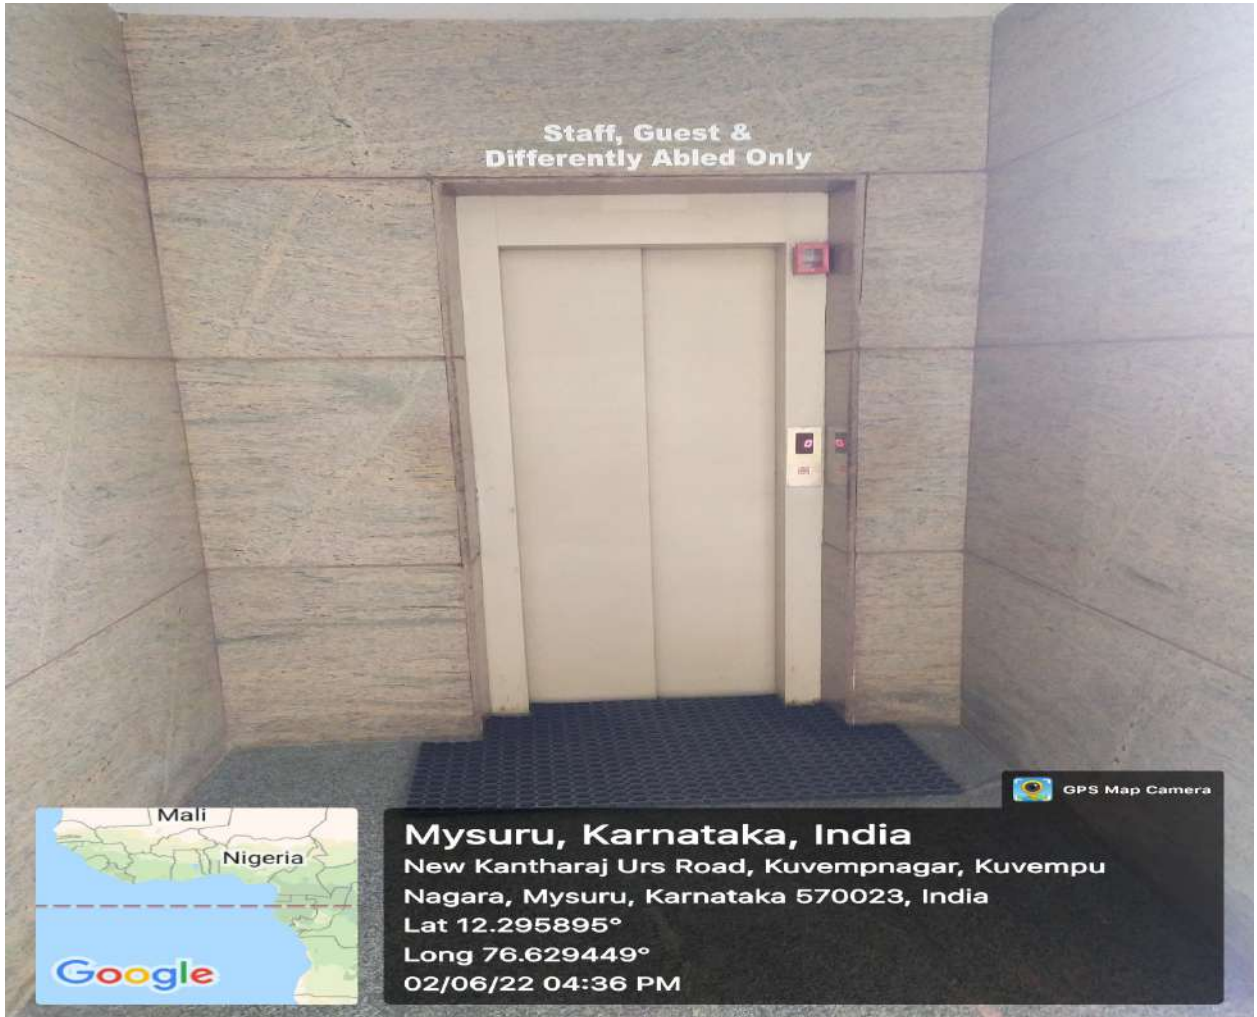 Staff, Guest &
Differently Abled Only
0
GPS Map Camera
Mali
Nigeria
Google
Mysuru, Karnataka, India
New Kantharaj Urs Road, Kuvempnagar, Kuvempu
Nagara, Mysuru, Karnataka 570023, India
Lat 12.295895°
Long 76.629449°
02/06/22 04:36 PM